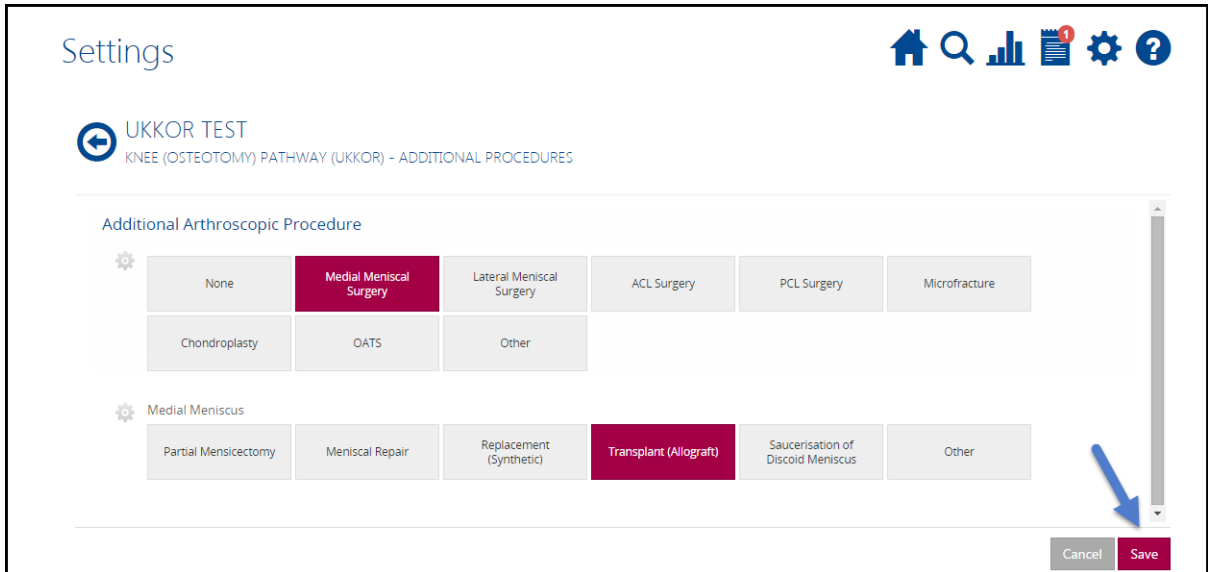 Settings
1
?
UKKOR TEST
KNEE (OSTEOTOMY) PATHWAY (UKKOR) - ADDITIONAL PROCEDURES
Additional Arthroscopic Procedure
None
Medial Meniscal
Surgery
Lateral Meniscal
Surgery
ACL Surgery
PCL Surgery
Microfracture
Chondroplasty
OATS
Other
Medial Meniscus
Partial Mensicectomy
Meniscal Repair
Replacement
(Synthetic)
Transplant (Allograft)
Saucerisation of
Discoid Meniscus
Other
Cancel
Save